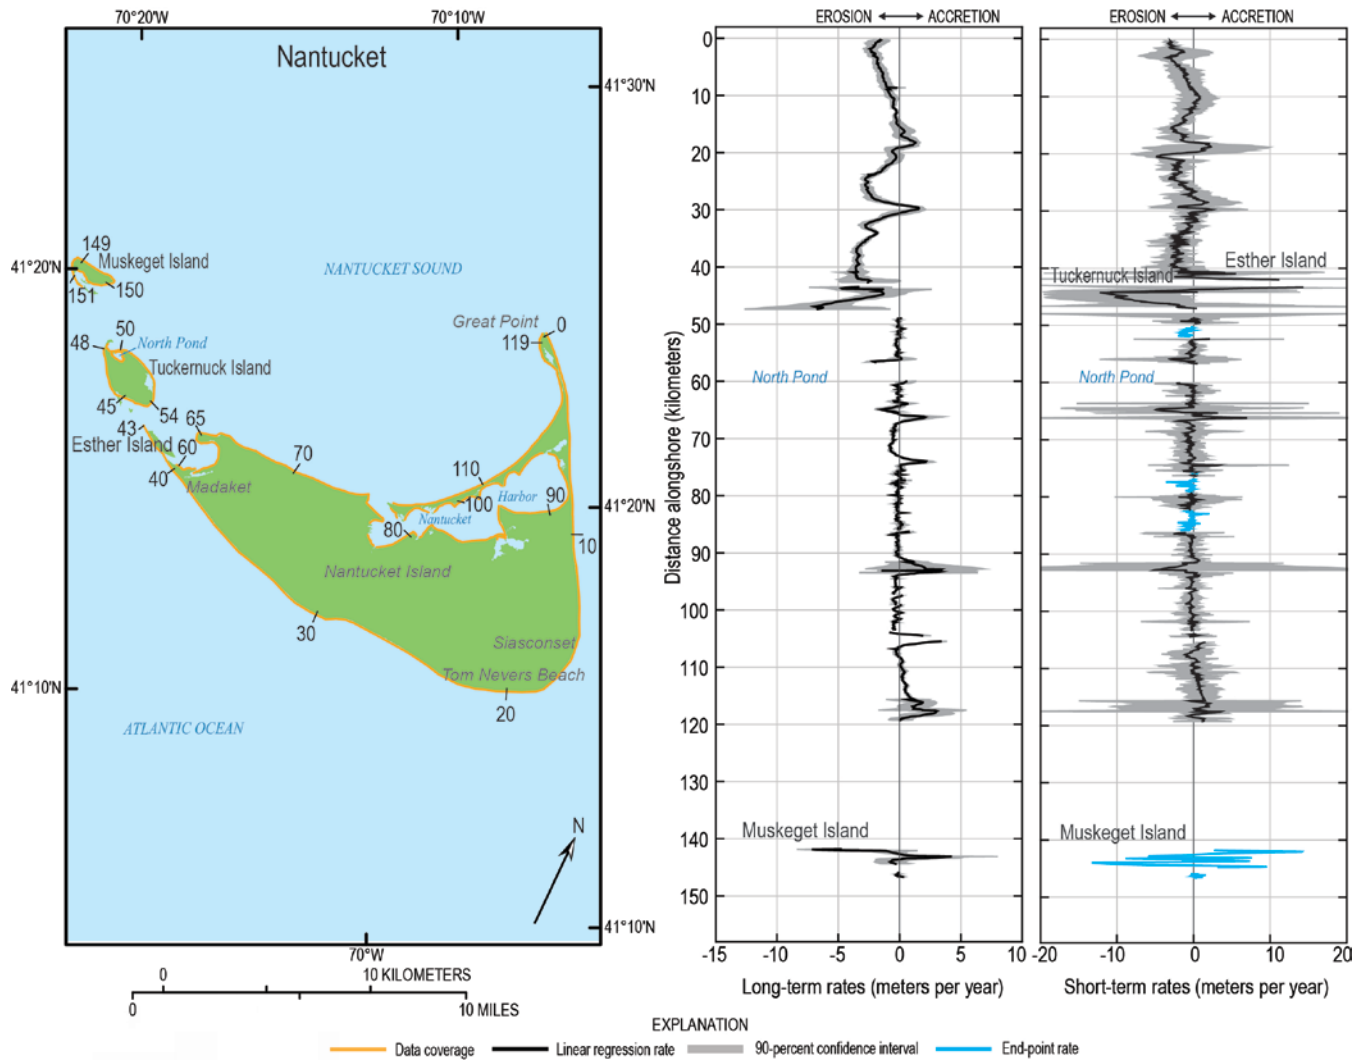 70°20'W
70°10'W
Nantucket
41°30'N
149
Muskeget Island
41°20'N
NANTUCKET SOUND
151
150
Great Point
0
119
48
50
North Pond
Tuckernuck Island
45
54
43
65
Esther Island
60
70
40
Madaket
110
Harbor
100
90
Nantucket
41°20'N
80
10
Nantucket Island
30
Siasconset
Tom Nevers Beach
41°10'N
20
ATLANTIC OCEAN
N
41°10'N
70°W
0 10 KILOMETERS
0 10 MILES
EROSION ACCRETION
0
10
20
30
40
50
60
70
80
90
100
110
120
130
140
150
Distance alongshore (kilometers)
North Pond
Muskeget Island
-15 -10 -5 0 5 10
Long-term rates (meters per year)
EROSION ACCRETION
Esther Island
Tuckernuck Island
North Pond
Muskeget Island
-20 -10 0 10 20
Short-term rates (meters per year)
EXPLANATION
Data coverage Linear regression rate 90-percent confidence interval End-point rate